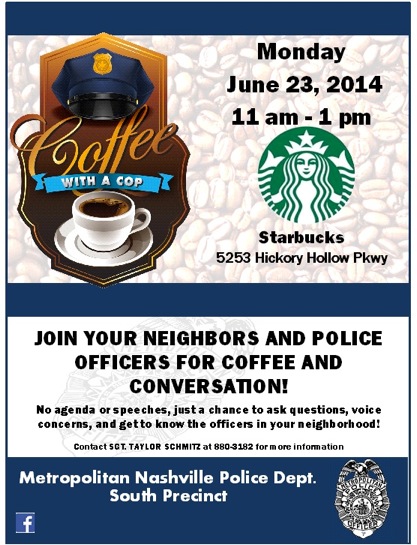 Monday
June 23, 2014
11 am - 1 pm
Coffee
WITH A COP
Starbucks
5253 Hickory Hollow Pkwy
JOIN YOUR NEIGHBORS AND POLICE
OFFICERS FOR COFFEE AND
CONVERSATION!
No agenda or speeches, just a chance to ask questions, voice
concerns, and get to know the officers in your neighborhood!
Contact SGT. TAYLOR SCHMITZ at 880-3182 for more information
Metropolitan Nashville Police Dept.
South Precinct
f